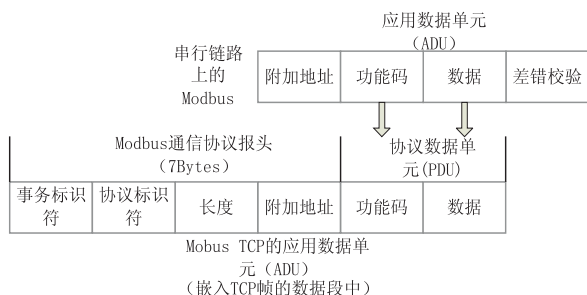 应用数据单元
（ADU）
串行链路
上的
Modbus
附加地址
功能码
数据
差错校验
Modbus通信协议报头
（7Bytes）
协议数据单
元(PDU)
事务标识
符
协议标识
符
长度
附加地址
功能码
数据
Mobus TCP的应用数据单
元（ADU）
（嵌入TCP帧的数据段中）